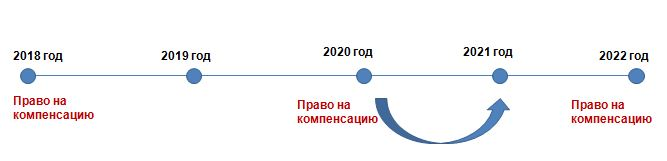 2018 год
2019 год
2020 год
2021 год
2022 год
Право на
компенсацию
Право на
компенсацию
Право на
компенсацию